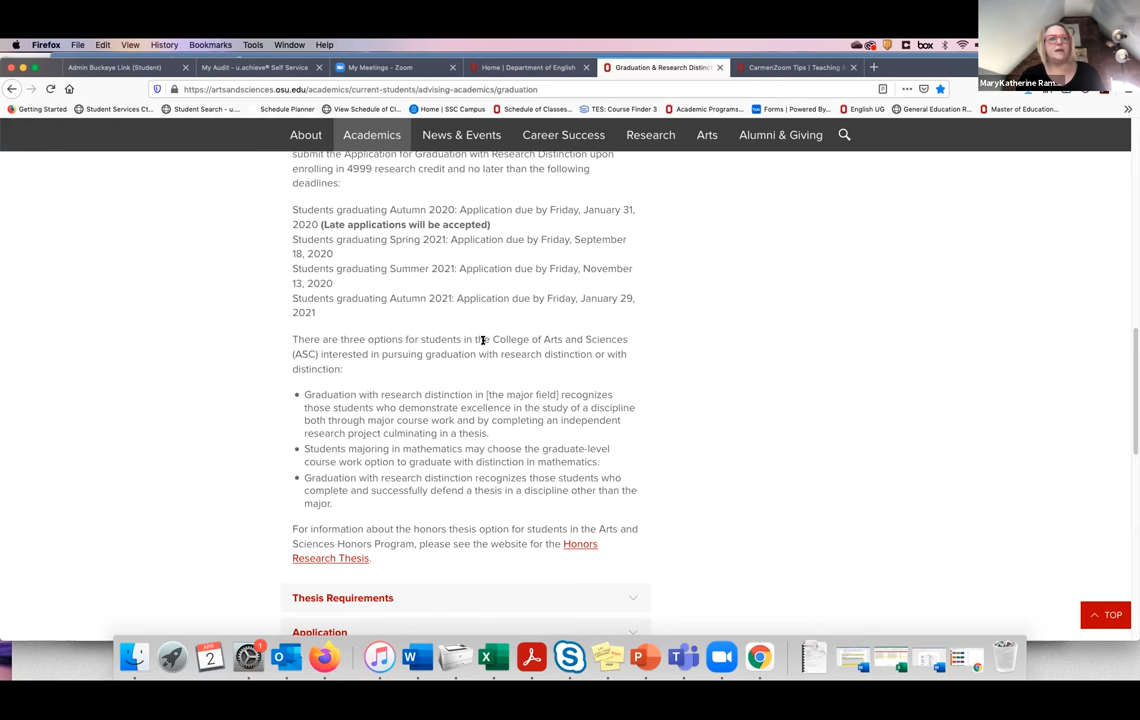 Firefox File Edit View History Bookmarks Tools Window Help
box
MaryKatherine Ram...
Admin Buckeye Link (Student)
My Audit - u.achieve® Self Service
My Meetings - Zoom
Home | Department of English
Graduation & Research Distinct
CarmenZoom Tips | Teaching &
https://artsandsciences.osu.edu/academics/current-students/advising-academics/graduation
Getting Started
Student Services Ct...
Student Search - u...
Schedule Planner
View Schedule of Cl...
Home | SSC Campus
Schedule of Classes...
TES: Course Finder 3
Academic Programs...
Forms | Powered By...
English UG
General Education R...
Master of Education...
About Academics News & Events Career Success Research Arts Alumni & Giving
submit the Application for Graduation with Research Distinction upon
enrolling in 4999 research credit and no later than the following
deadlines:
Students graduating Autumn 2020: Application due by Friday, January 31,
2020 (Late applications will be accepted)
Students graduating Spring 2021: Application due by Friday, September
18, 2020
Students graduating Summer 2021: Application due by Friday, November
13, 2020
Students graduating Autumn 2021: Application due by Friday, January 29,
2021
There are three options for students in the College of Arts and Sciences
(ASC) interested in pursuing graduation with research distinction or with
distinction:
Graduation with research distinction in [the major field] recognizes
those students who demonstrate excellence in the study of a discipline
both through major course work and by completing an independent
research project culminating in a thesis.
Students majoring in mathematics may choose the graduate-level
course work option to graduate with distinction in mathematics.
Graduation with research distinction recognizes those students who
complete and successfully defend a thesis in a discipline other than the
major.
For information about the honors thesis option for students in the Arts and
Sciences Honors Program, please see the website for the Honors
Research Thesis.
Thesis Requirements
Application
TOP
APR
2
1